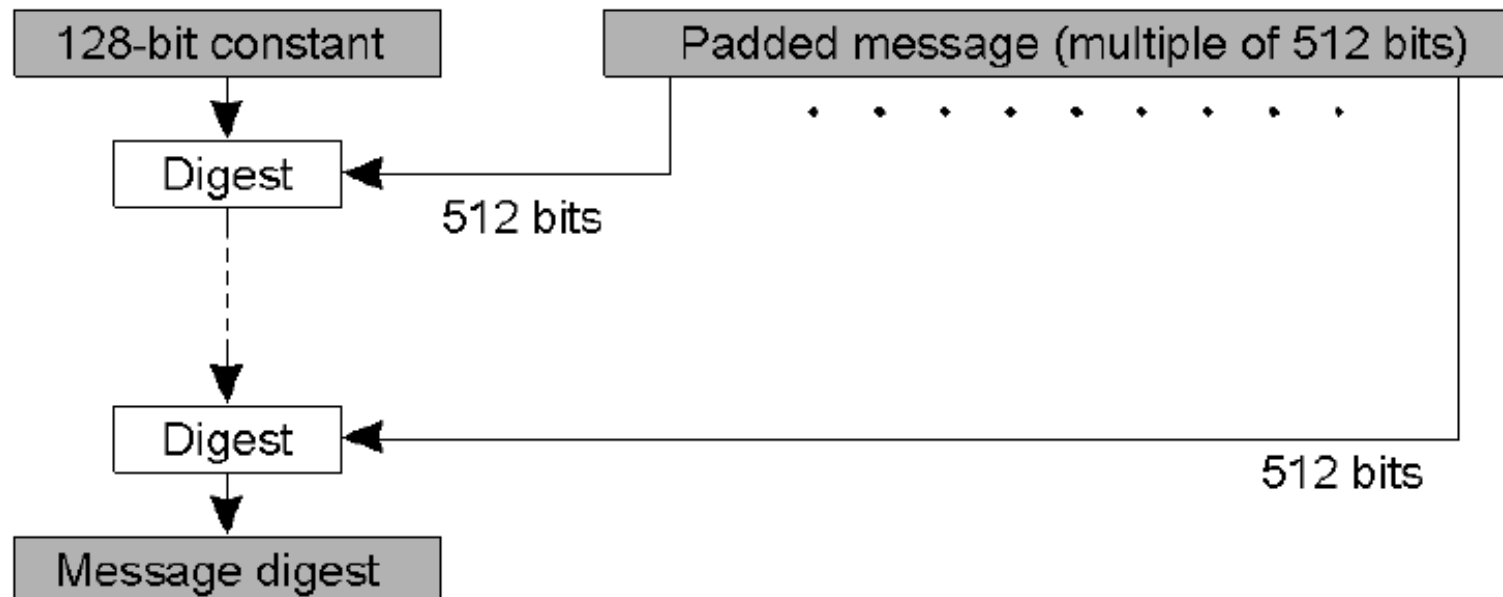 128-bit constant
Padded message (multiple of 512 bits)
Digest
512 bits
Digest
512 bits
Message digest